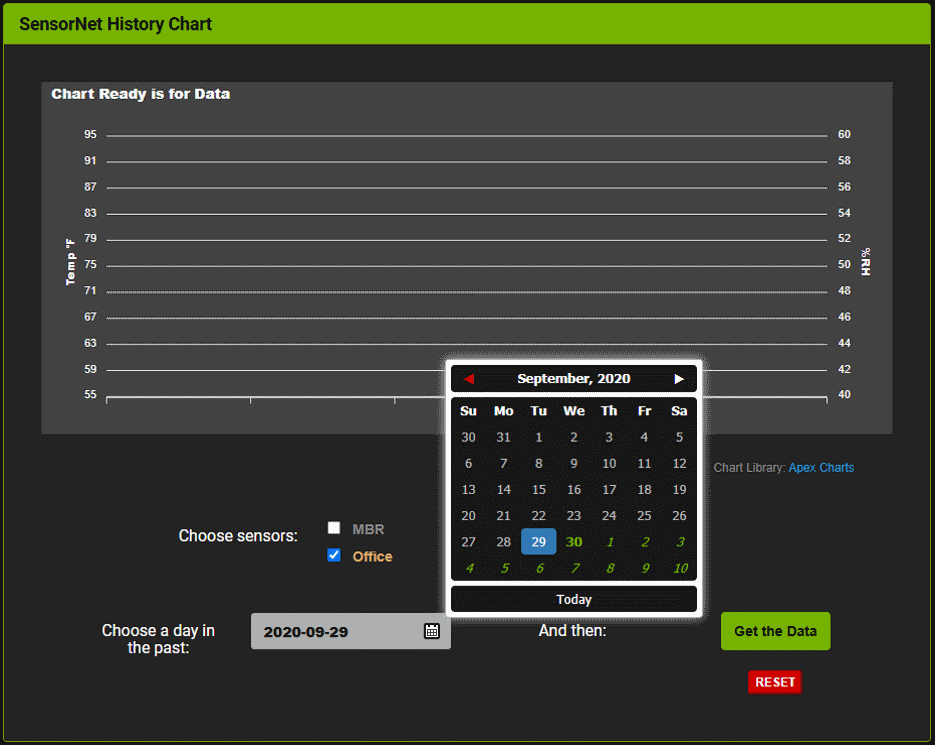 SensorNet History Chart
Chart Ready is for Data
95 60
91 58
87 56
83 54
79 52
75 50
71 48
67 46
63 44
59 42
55 40
Temp °F
%RH
September, 2020
Su Mo Tu We Th Fr Sa
30 31 1 2 3 4 5
6 7 8 9 10 11 12
13 14 15 16 17 18 19
20 21 22 23 24 25 26
27 28 29 30 1 2 3
4 5 6 7 8 9 10
Today
Chart Library: Apex Charts
Choose sensors:
MBR
Office
Choose a day in
the past:
2020-09-29
And then:
Get the Data
RESET